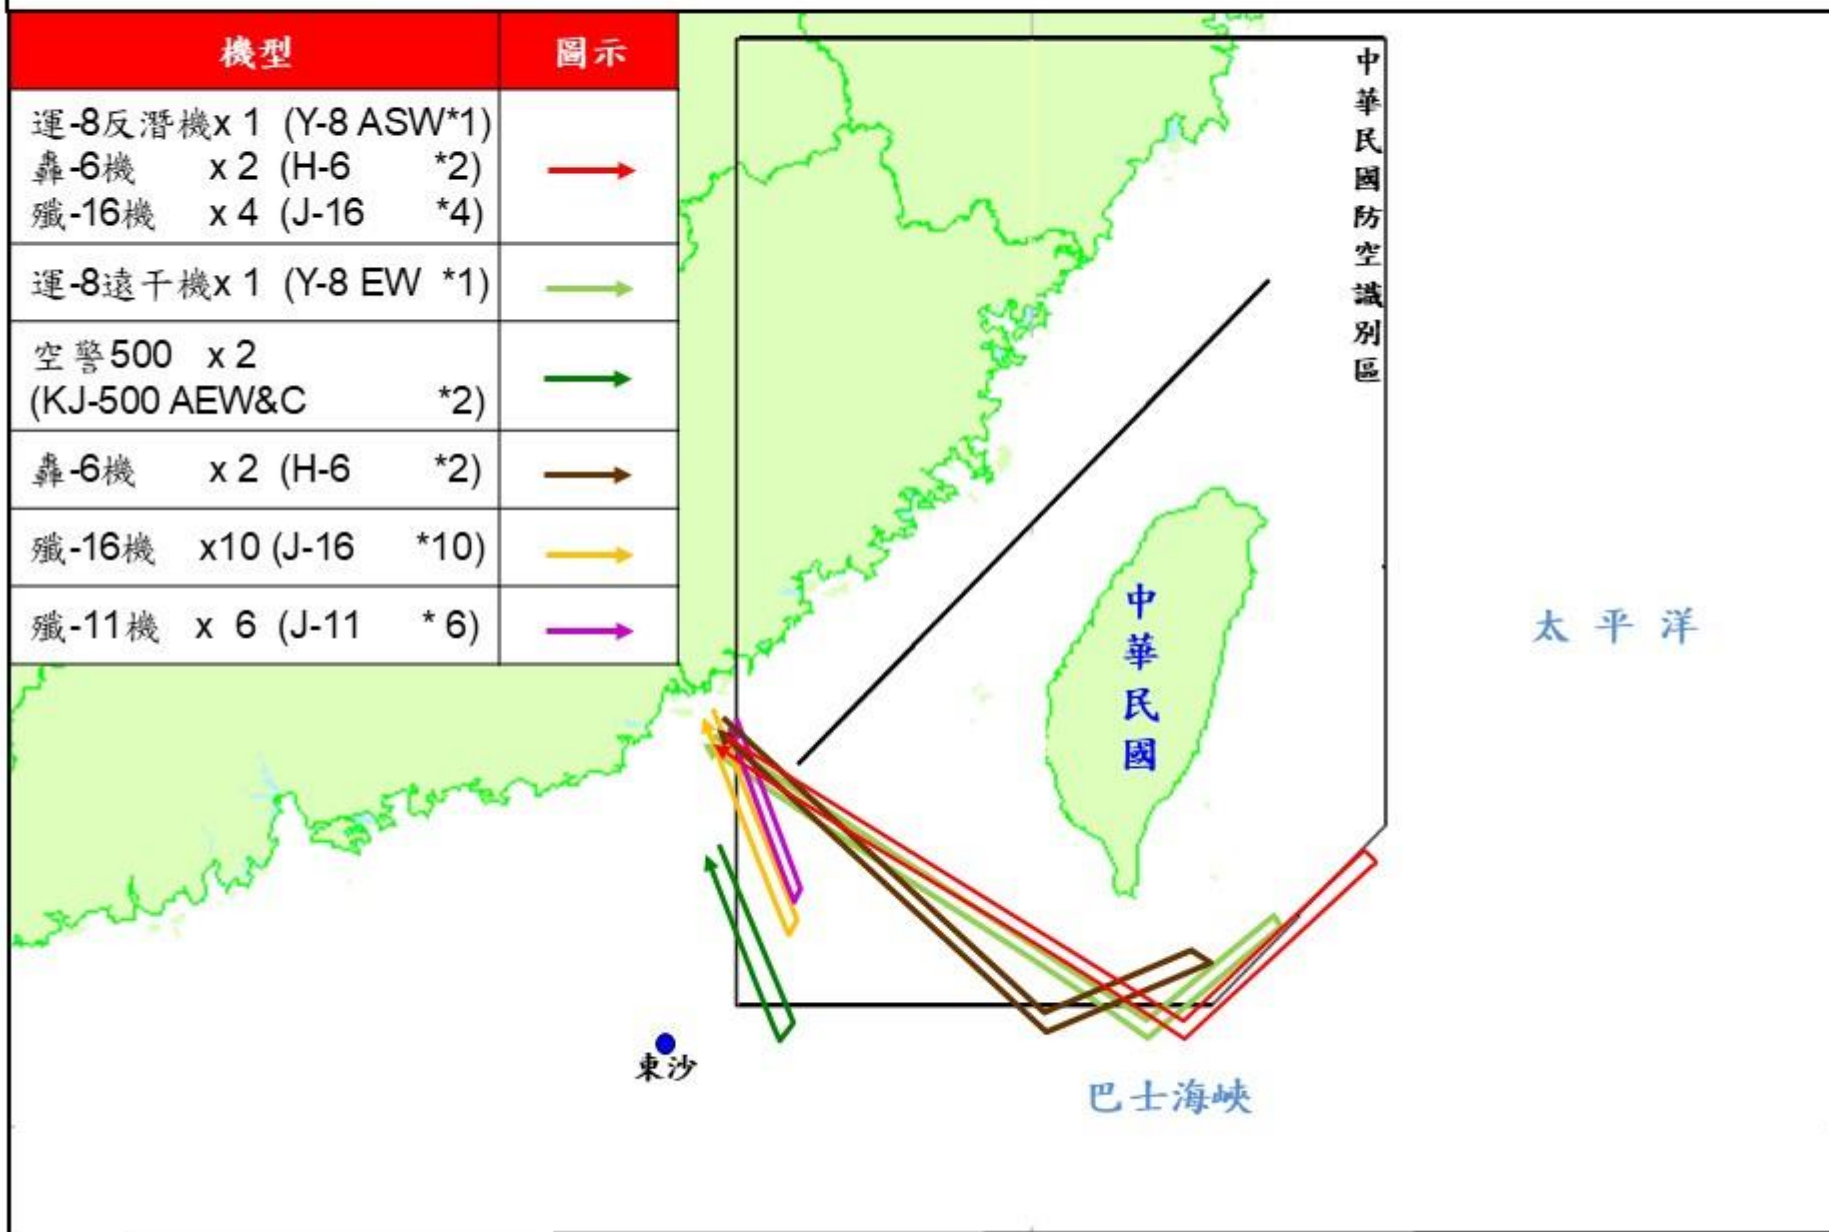 機型 圖示
運-8反潛機x 1 (Y-8 ASW*1)
轟-6機 x 2 (H-6 *2)
殲-16機 x 4 (J-16 *4)
運-8遠干機x 1 (Y-8 EW *1)
空警500 x 2
(KJ-500 AEW&C *2)
轟-6機 x 2 (H-6 *2)
殲-16機 x10 (J-16 *10)
殲-11機 x 6 (J-11 * 6)
中華民國防空識別區
中華民國
太平洋
東沙
巴士海峽